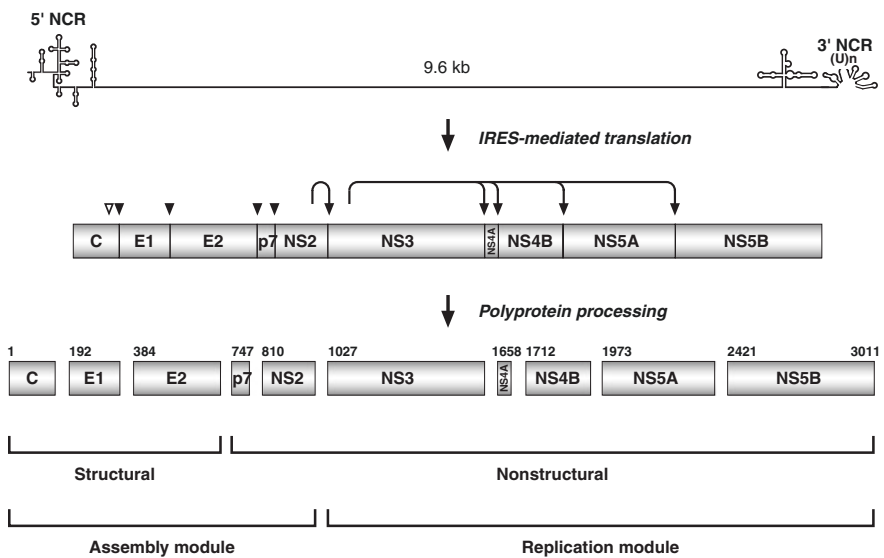 5' NCR
3' NCR
(U)n
9.6 kb
IRES-mediated translation
C E1 E2 p7 NS2 NS3 NS4A NS4B NS5A NS5B
Polyprotein processing
1 192 384 747 810 1027 1658 1712 1973 2421 3011
C E1 E2 p7 NS2 NS3 NS4A NS4B NS5A NS5B
Structural Nonstructural
Assembly module Replication module